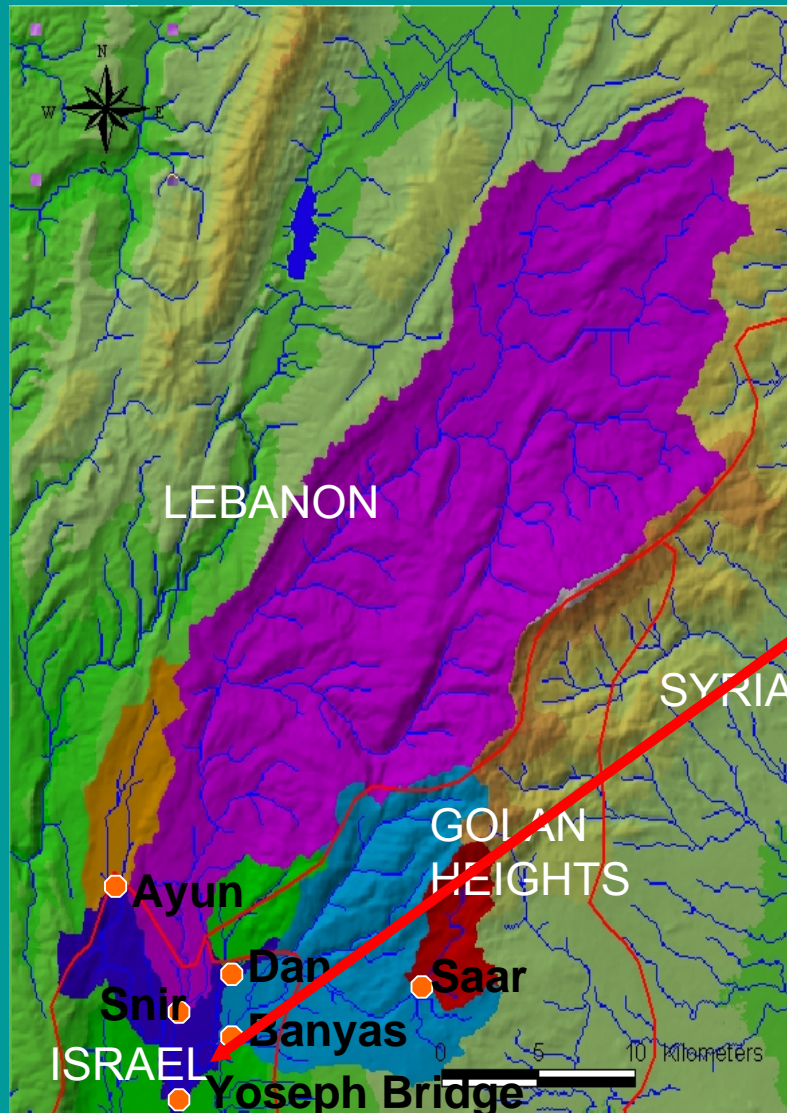 N
W E
S
LEBANON
SYRIA
GOLAN
HEIGHTS
Ayun
Dan
Saar
Snir
Banyas
0 5 10 Kilometers
ISRAEL
Yoseph Bridge